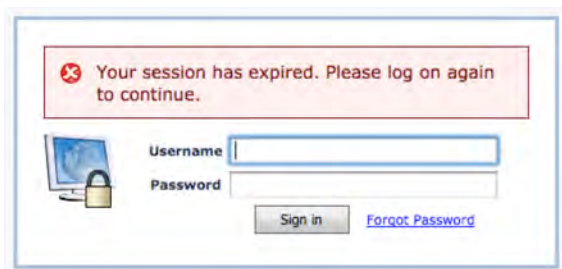 Your session has expired. Please log on again
to continue.
Username
Password
Sign in Forgot Password